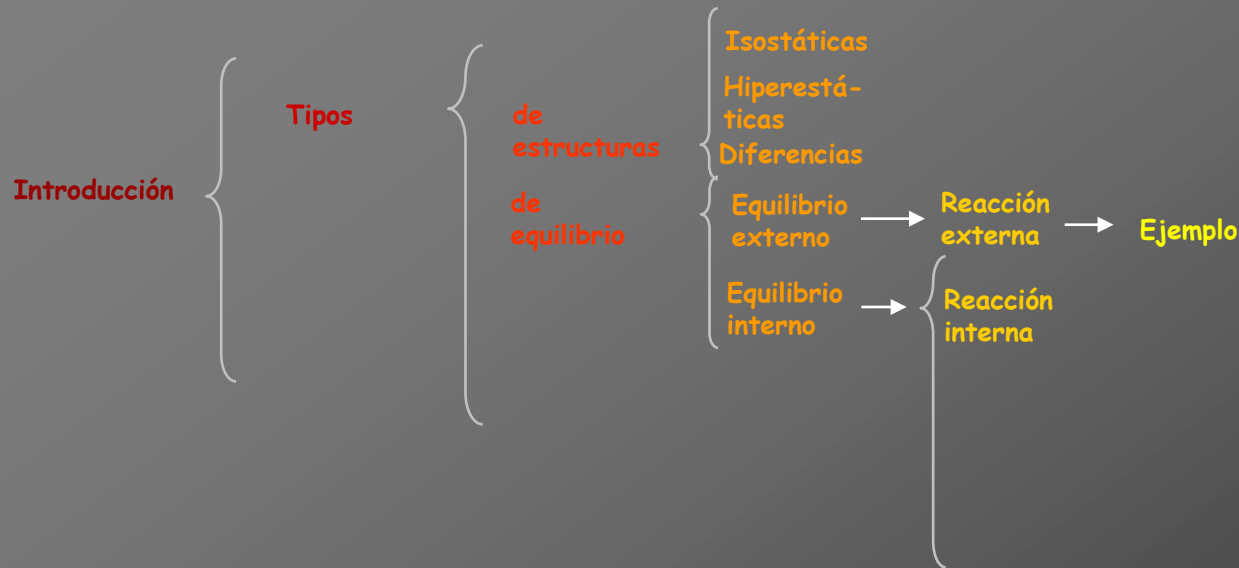 Introducción
Tipos
de
estructuras
Isostáticas
Hiperestá-
ticas
Diferencias
de
equilibrio
Equilibrio
externo
Reacción
externa
Ejemplo
Equilibrio
interno
Reacción
interna